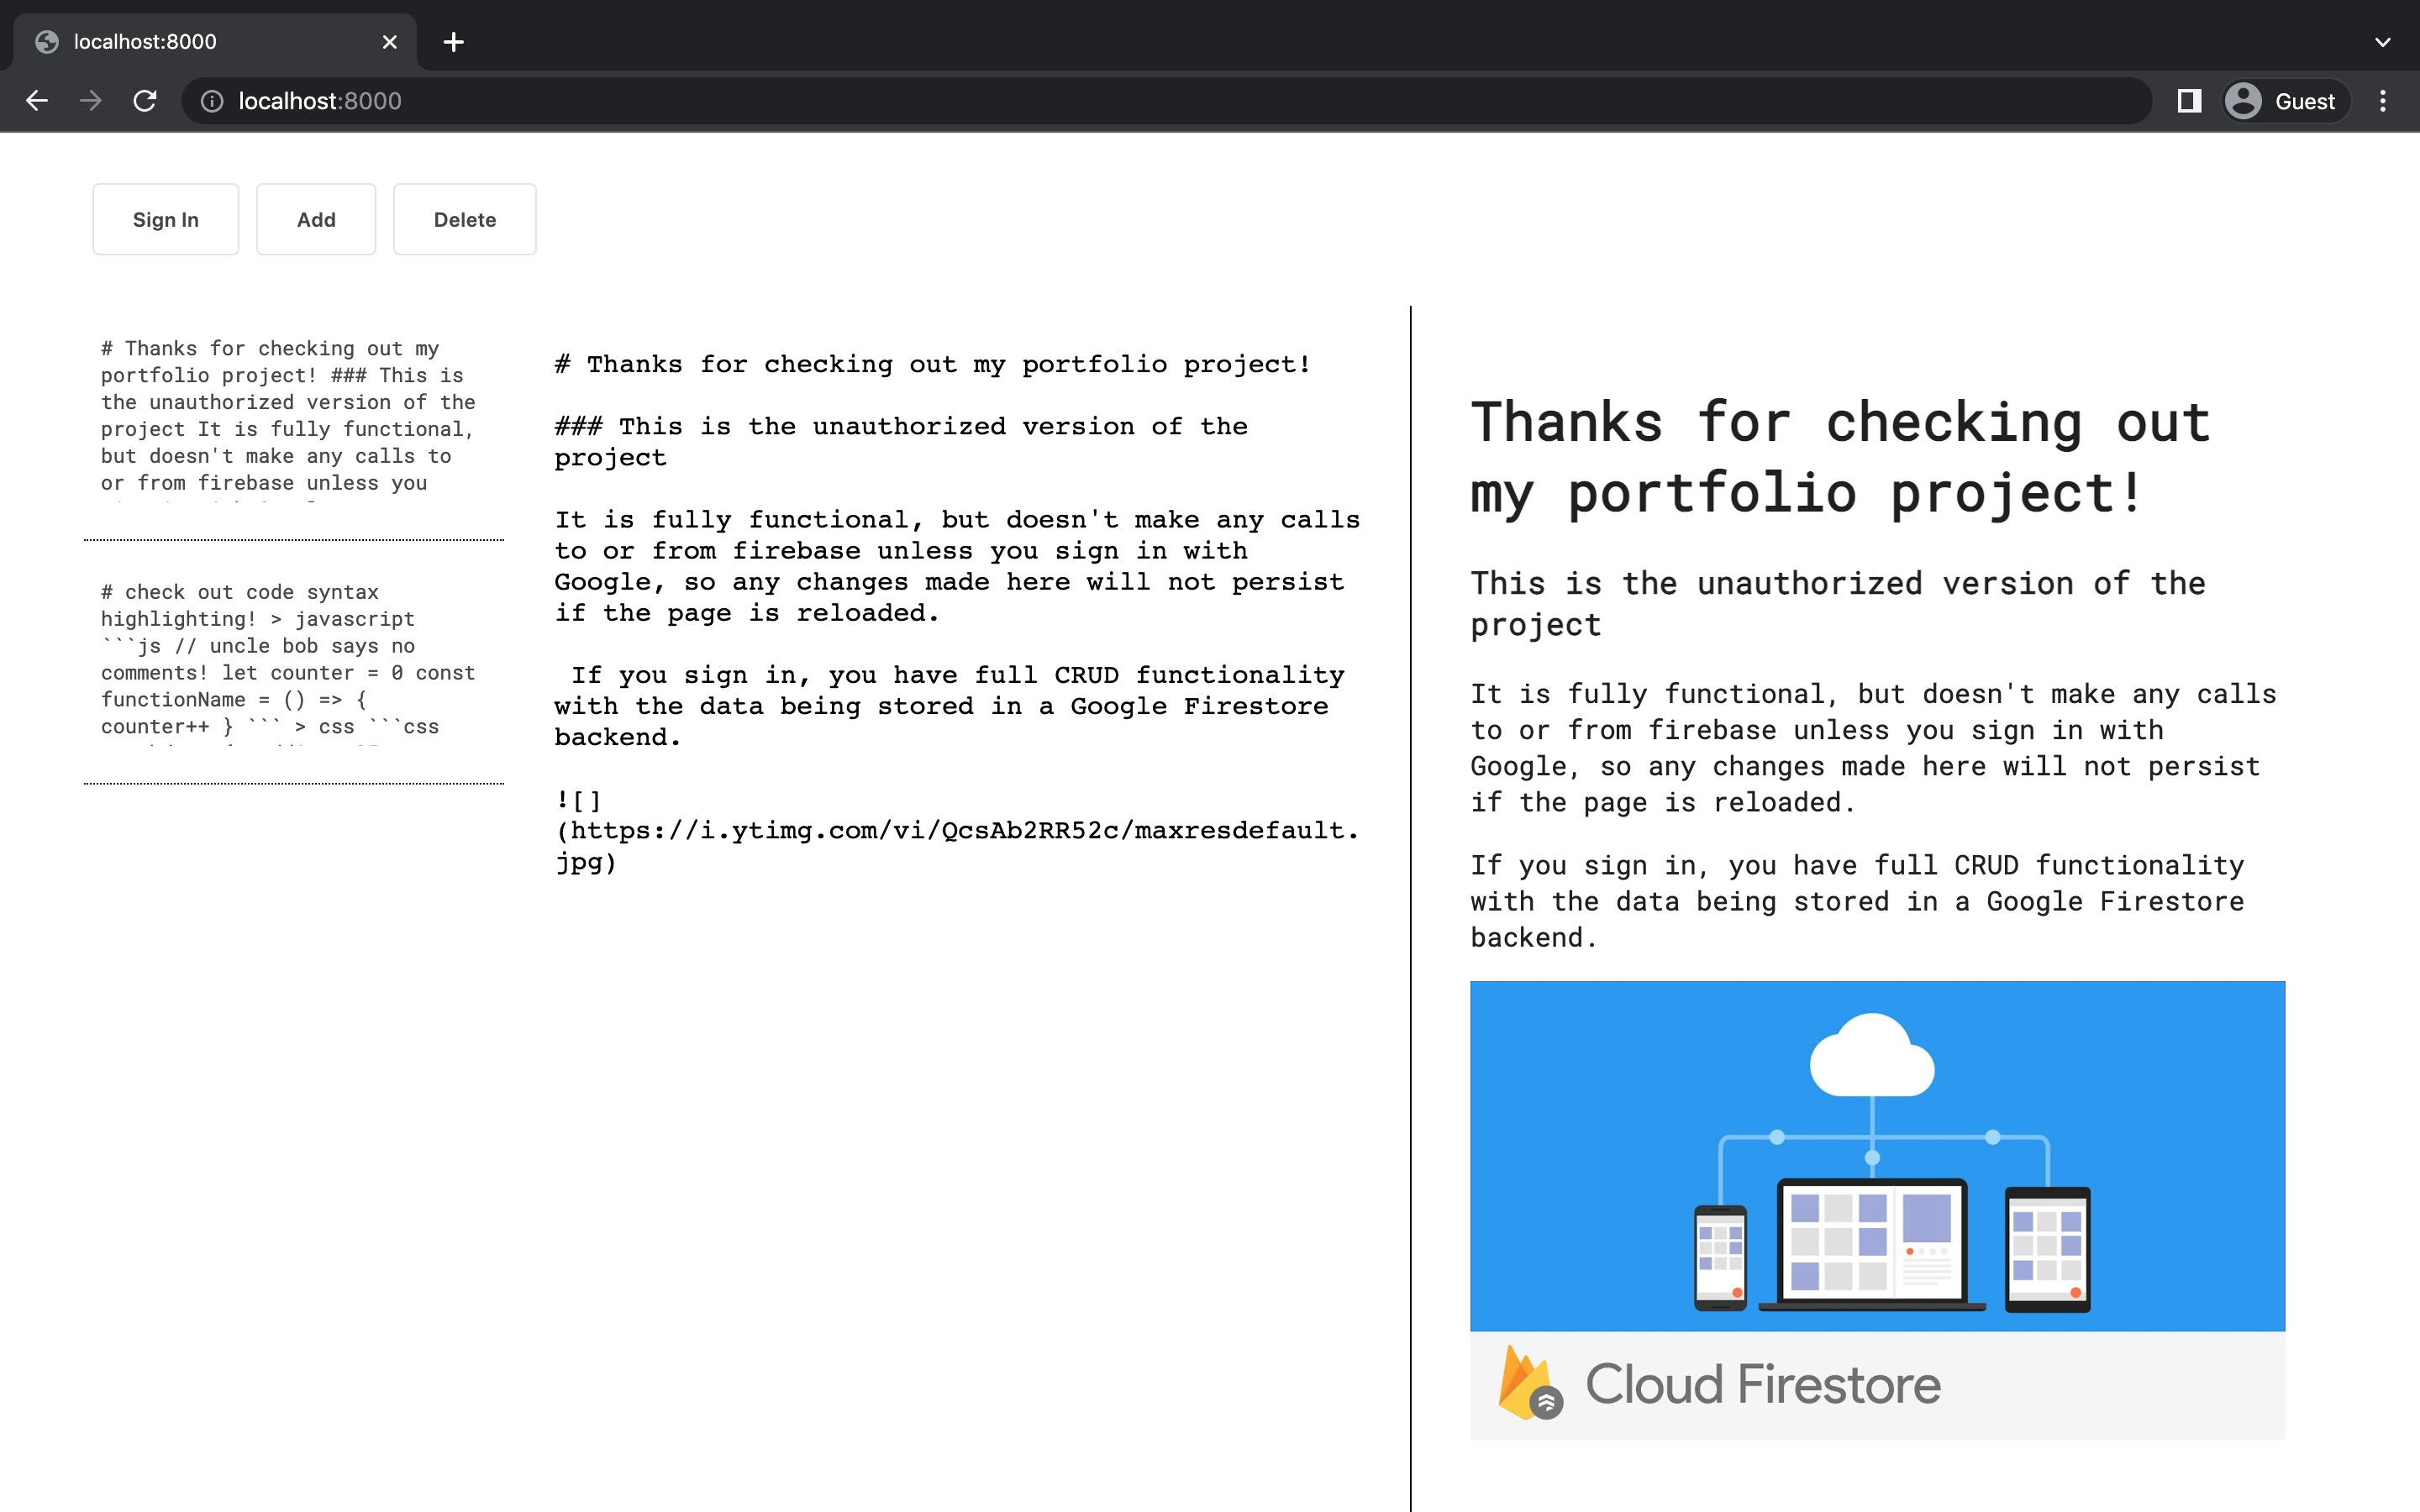 localhost:8000
localhost:8000
Guest
Sign In
Add
Delete
# Thanks for checking out my
portfolio project! ### This is
the unauthorized version of the
project It is fully functional,
but doesn't make any calls to
or from firebase unless you
# check out code syntax
highlighting! > javascript
```js // uncle bob says no
comments! let counter = 0 const
functionName = () => {
counter++ } ``` > css ```css
# Thanks for checking out my portfolio project!
### This is the unauthorized version of the
project
It is fully functional, but doesn't make any calls
to or from firebase unless you sign in with
Google, so any changes made here will not persist
if the page is reloaded.
If you sign in, you have full CRUD functionality
with the data being stored in a Google Firestore
backend.
![]
(https://i.ytimg.com/vi/QcsAb2RR52c/maxresdefault.
jpg)
Thanks for checking out
my portfolio project!
This is the unauthorized version of the
project
It is fully functional, but doesn't make any calls
to or from firebase unless you sign in with
Google, so any changes made here will not persist
if the page is reloaded.
If you sign in, you have full CRUD functionality
with the data being stored in a Google Firestore
backend.
Cloud Firestore